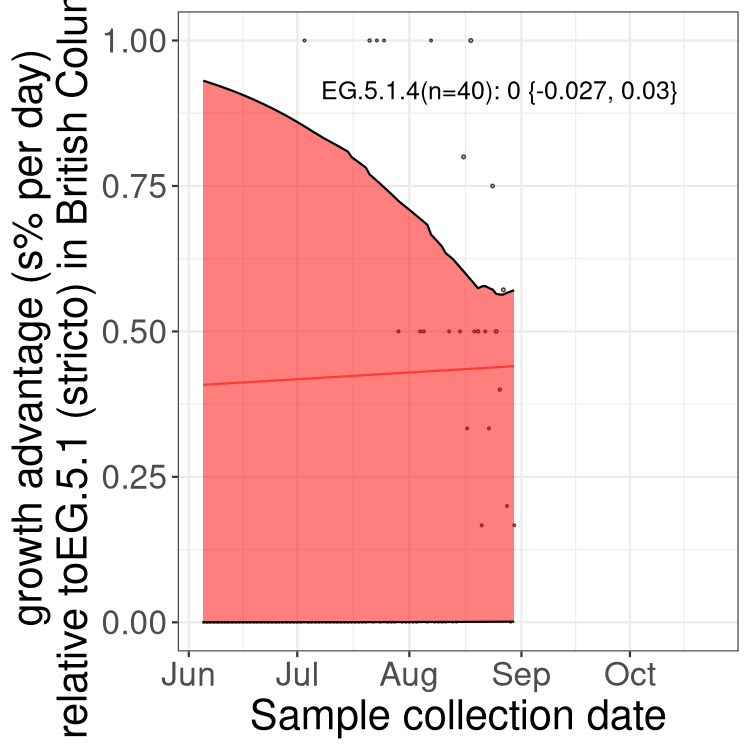 growth advantage (s% per day)
relative toEG.5.1 (stricto) in British Colum
1.00
0.75
0.50
0.25
0.00
EG.5.1.4(n=40): 0 {-0.027, 0.03}
Jun Jul Aug Sep Oct
Sample collection date